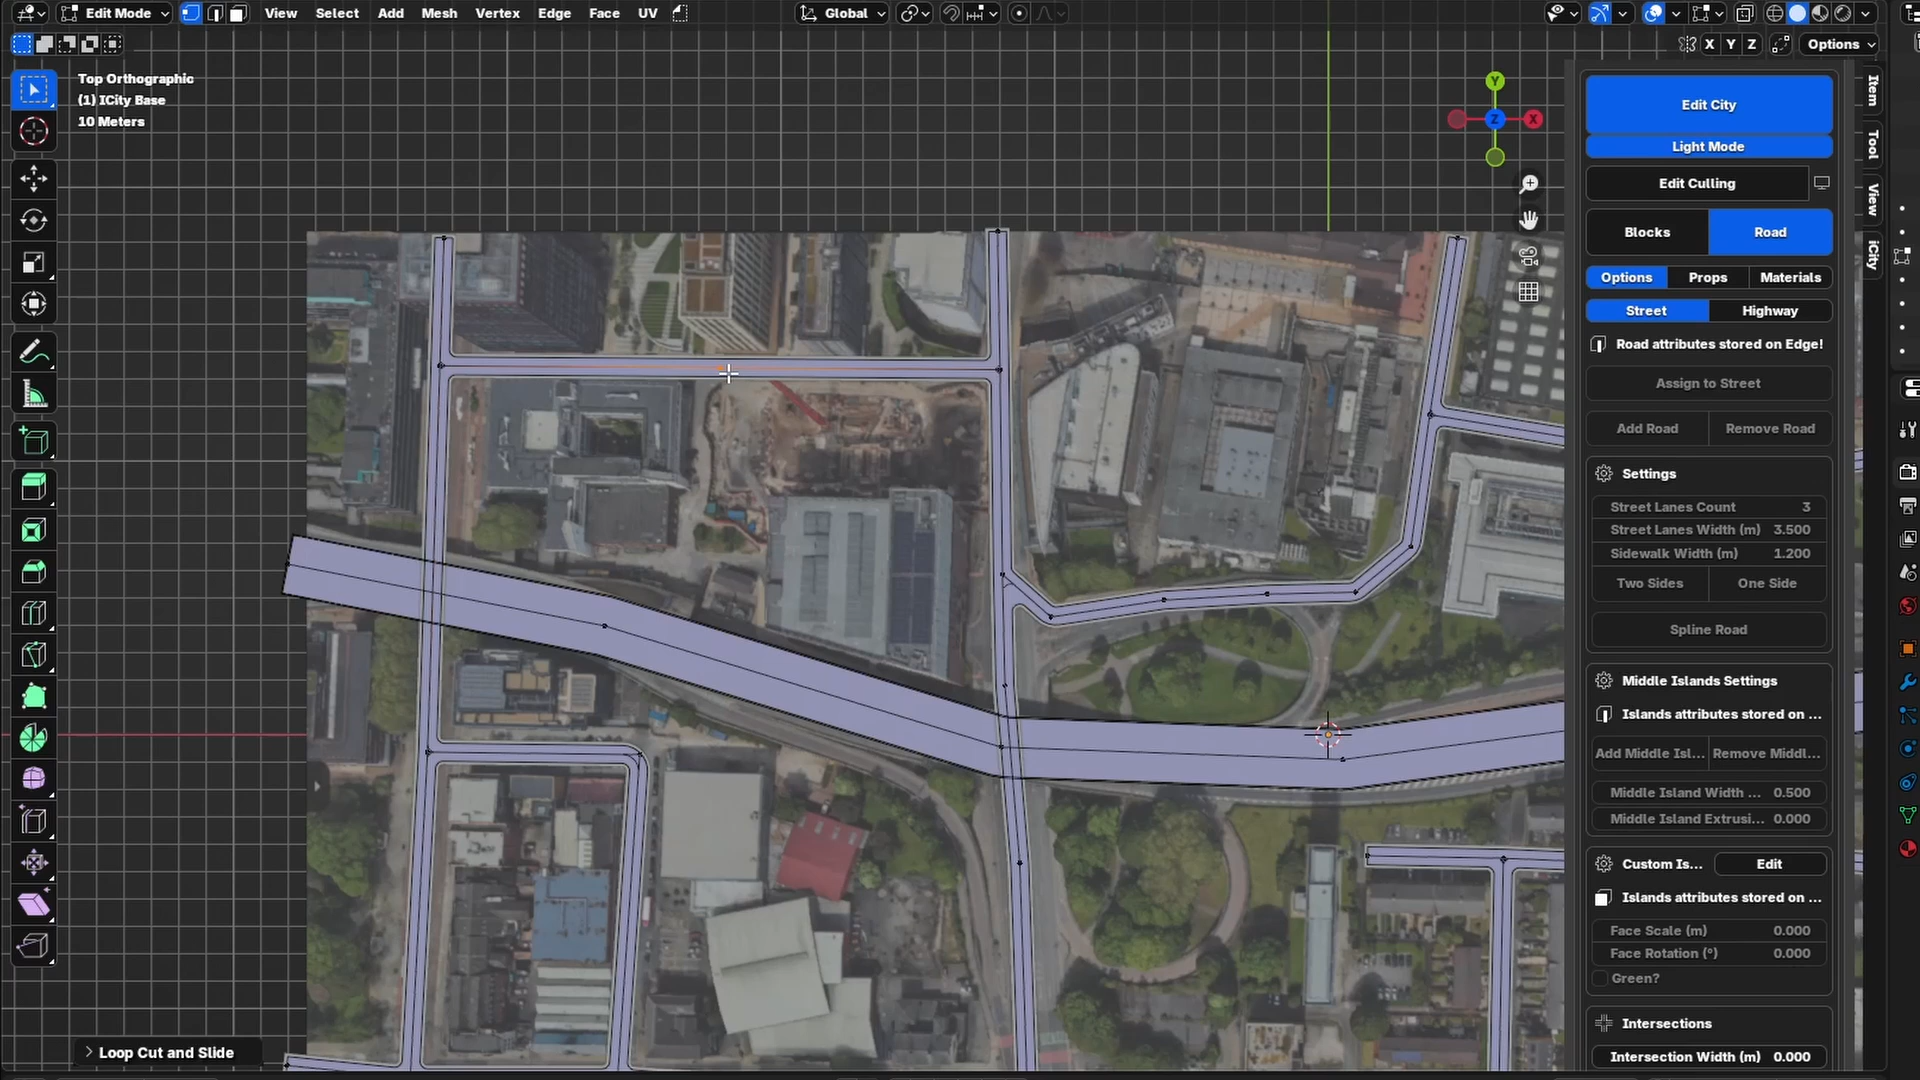 Edit Mode View Select Add Mesh Vertex Edge Face UV Global
X Y Z Options
Top Orthographic
(1) ICity Base
10 Meters
Y
Z
X
Loop Cut and Slide
Edit City
Light Mode
Edit Culling
Blocks Road
Options Props Materials
Street Highway
Road attributes stored on Edge!
Assign to Street
Add Road Remove Road
Settings
Street Lanes Count 3
Street Lanes Width (m) 3.500
Sidewalk Width (m) 1.200
Two Sides One Side
Spline Road
Middle Islands Settings
Islands attributes stored on ...
Add Middle Isl... Remove Middl...
Middle Island Width ... 0.500
Middle Island Extrusi... 0.000
Custom Is... Edit
Islands attributes stored on ...
Face Scale (m) 0.000
Face Rotation (°) 0.000
Green?
Intersections
Intersection Width (m) 0.000
Item
Tool
View
iCity